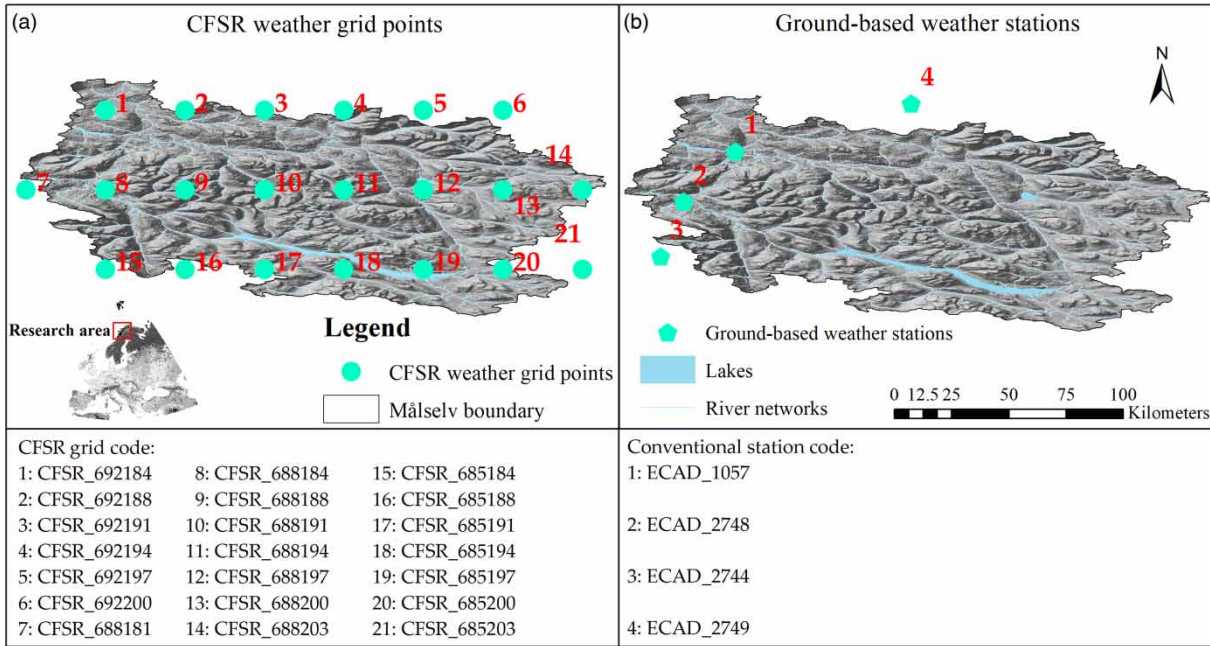 (a) CFSR weather grid points
1 2 3 4 5 6
14
7 8 9 10 11 12
13
21
15 16 17 18 19 20
Research area
Legend
CFSR weather grid points
Målselv boundary
(b) Ground-based weather stations
N
4
1
2
3
Ground-based weather stations
Lakes
River networks
0 12.5 25 50 75 100
Kilometers
CFSR grid code:
1: CFSR_692184 8: CFSR_688184 15: CFSR_685184
2: CFSR_692188 9: CFSR_688188 16: CFSR_685188
3: CFSR_692191 10: CFSR_688191 17: CFSR_685191
4: CFSR_692194 11: CFSR_688194 18: CFSR_685194
5: CFSR_692197 12: CFSR_688197 19: CFSR_685197
6: CFSR_692200 13: CFSR_688200 20: CFSR_685200
7: CFSR_688181 14: CFSR_688203 21: CFSR_685203
Conventional station code:
1: ECAD_1057
2: ECAD_2748
3: ECAD_2744
4: ECAD_2749